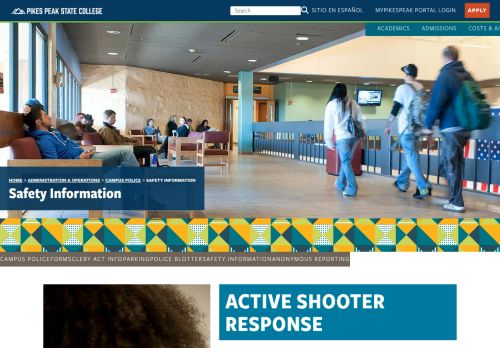 PIKES PEAK STATE COLLEGE
Search
SITIO EN ESPAÑOL
MYPIKESPEAK PORTAL LOGIN
APPLY
ACADEMICS
ADMISSIONS
COSTS & AI
HOME > ADMINISTRATION & OPERATIONS > CAMPUS POLICE > SAFETY INFORMATION
Safety Information
CAMPUS POLICEFORMSCLERY ACT INFOPARKINGPOLICE BLOTTERSAFETY INFORMATIONANONYMOUS REPORTING
ACTIVE SHOOTER
RESPONSE